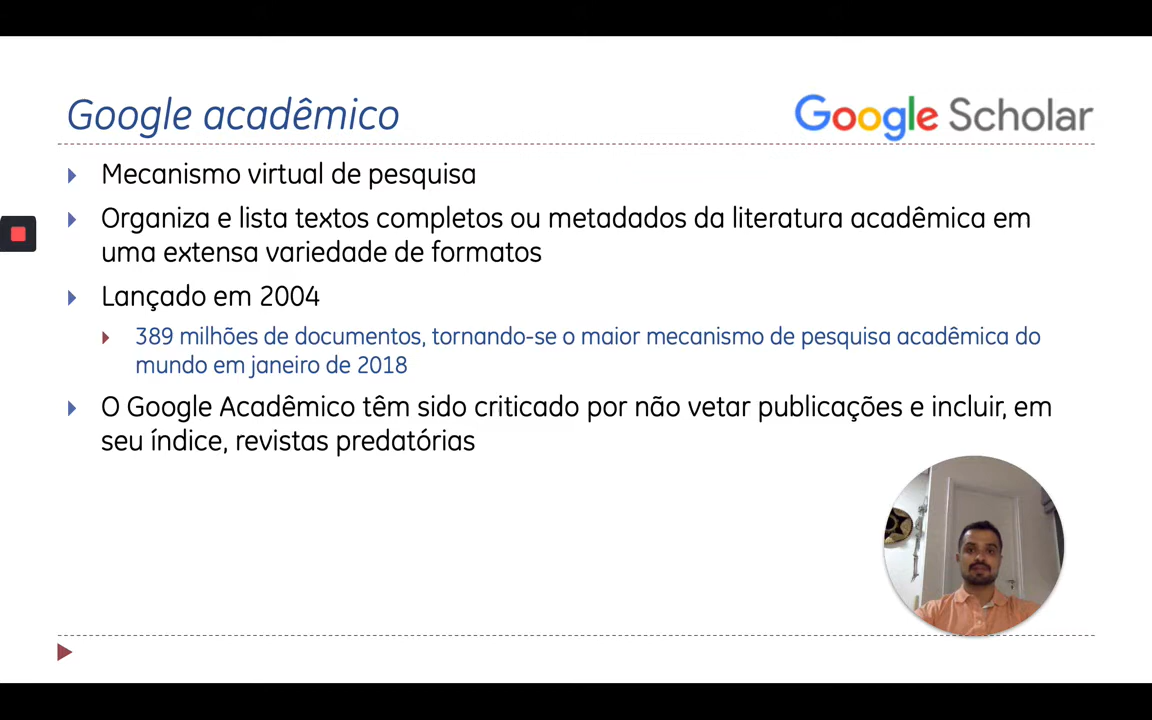 Google acadêmico
Google Scholar
Mecanismo virtual de pesquisa
Organiza e lista textos completos ou metadados da literatura acadêmica em
uma extensa variedade de formatos
Lançado em 2004
389 milhões de documentos, tornando-se o maior mecanismo de pesquisa acadêmica do
mundo em janeiro de 2018
O Google Acadêmico têm sido criticado por não vetar publicações e incluir, em
seu índice, revistas predatórias